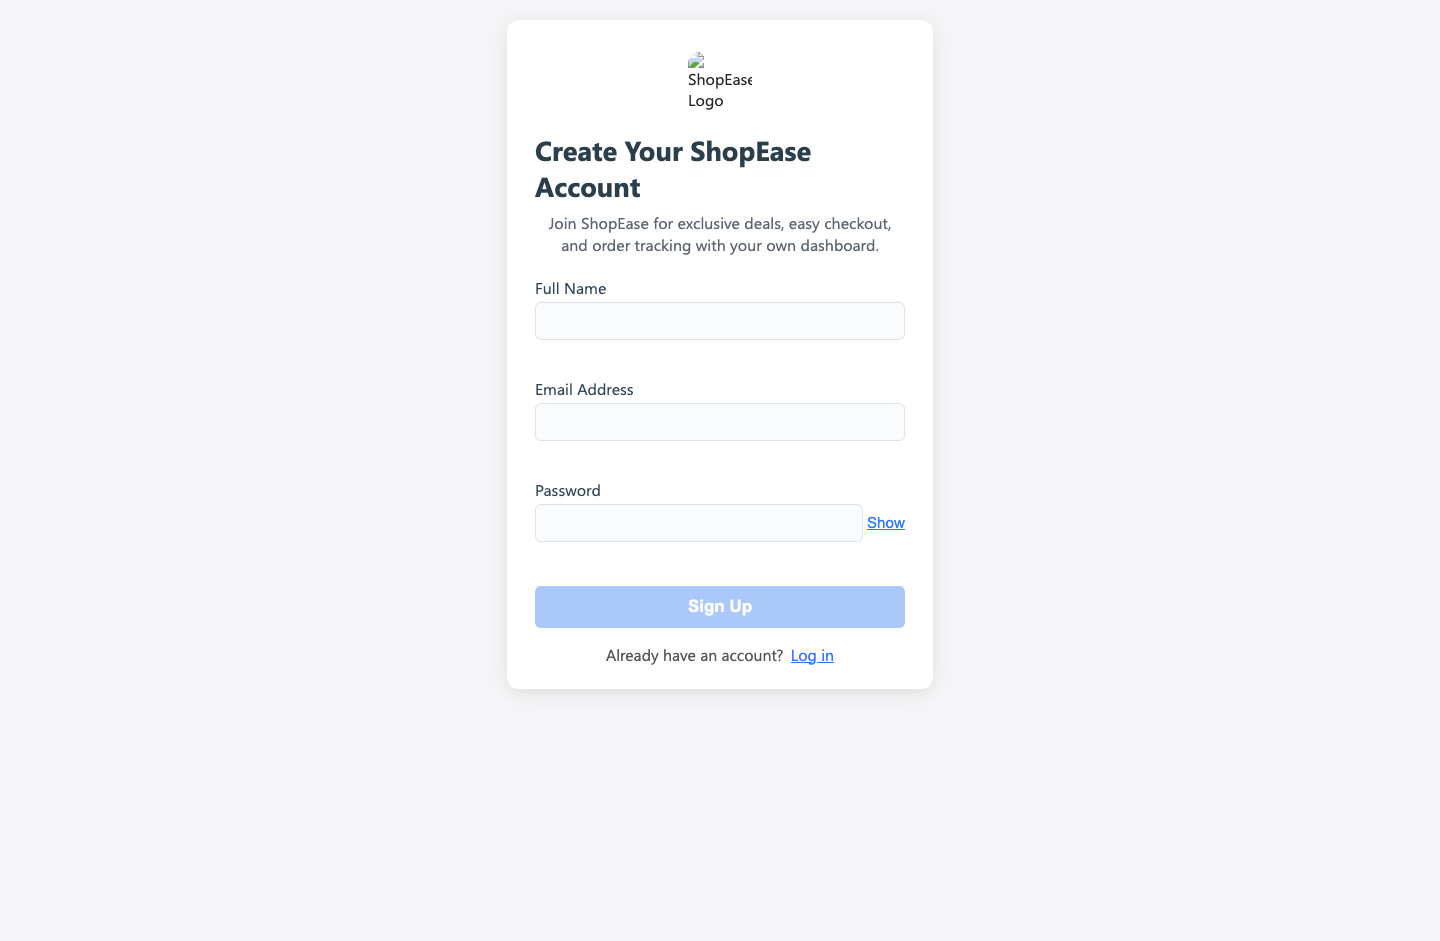 ShopEase
Logo
Create Your ShopEase
Account
Join ShopEase for exclusive deals, easy checkout,
and order tracking with your own dashboard.
Full Name
Email Address
Password
Show
Sign Up
Already have an account? Log in